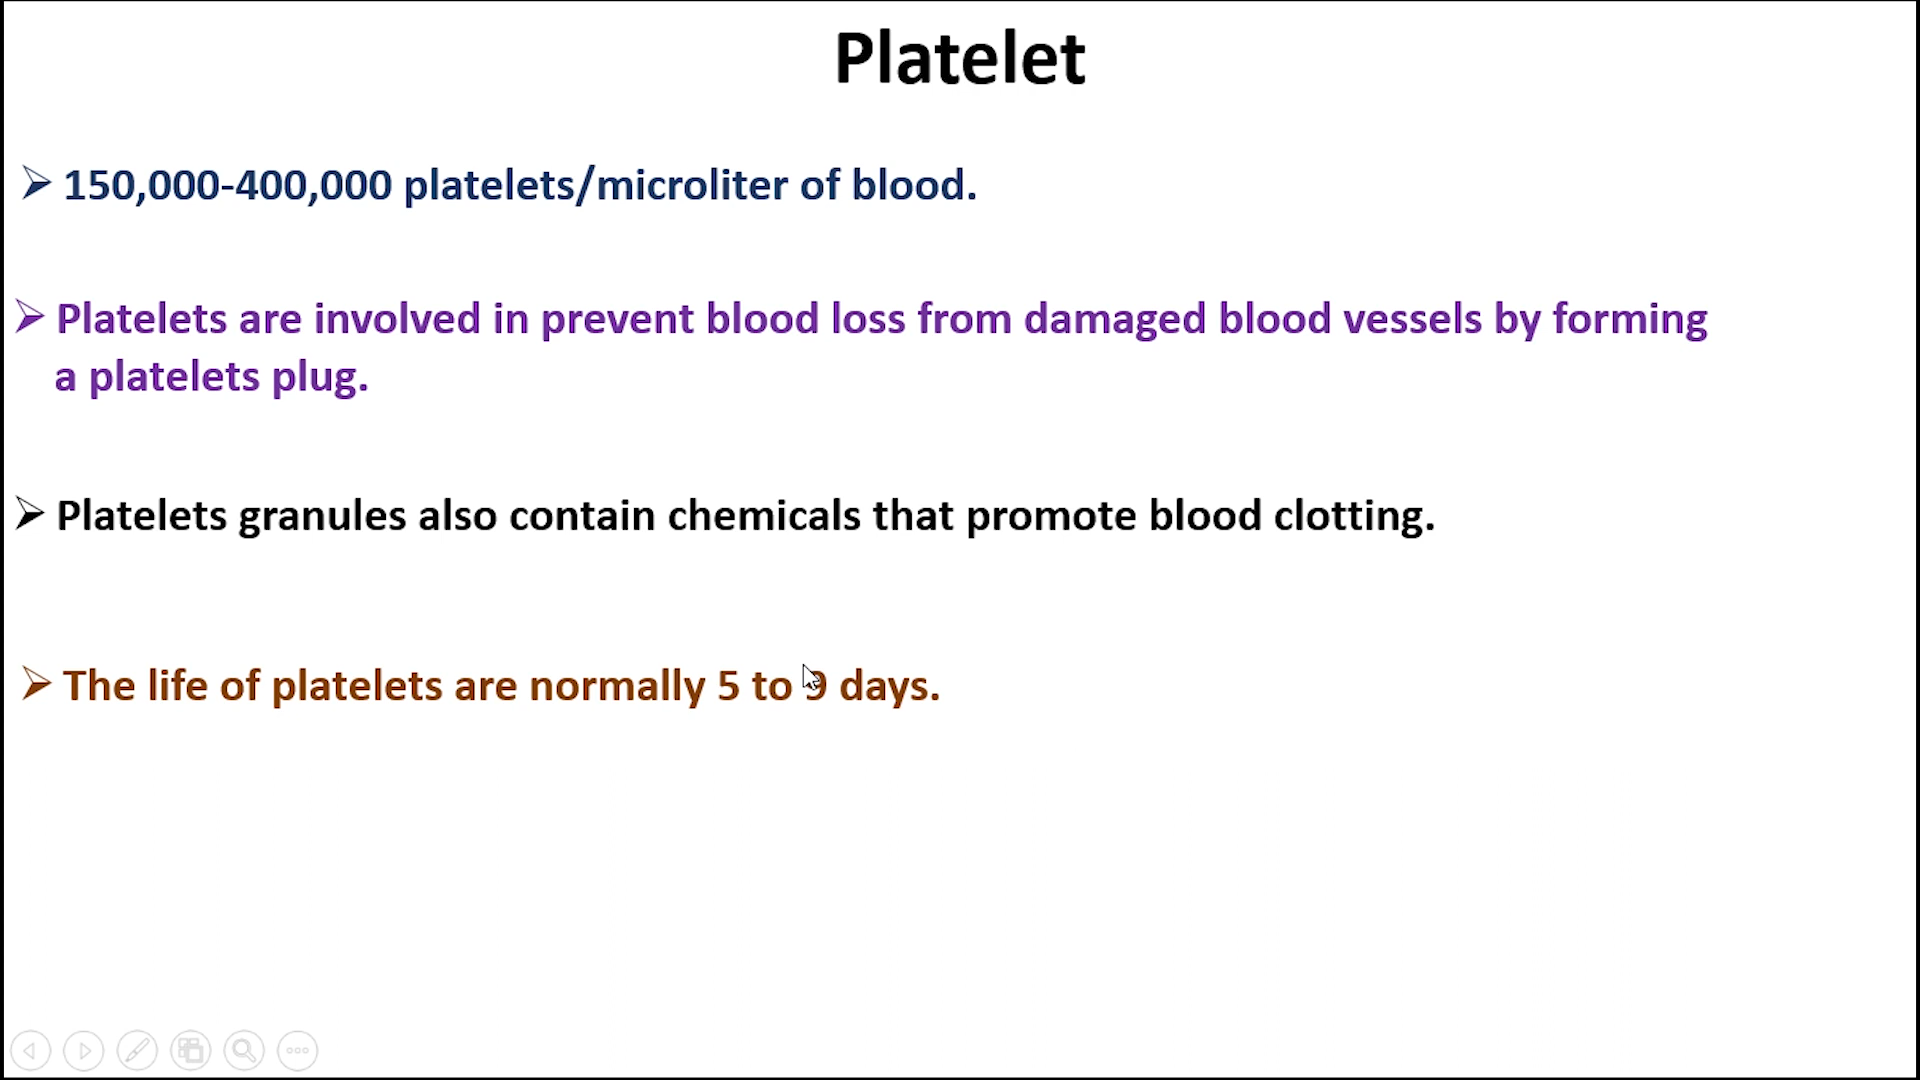 Platelet
150,000-400,000 platelets/microliter of blood.
Platelets are involved in prevent blood loss from damaged blood vessels by forming
a platelets plug.
Platelets granules also contain chemicals that promote blood clotting.
The life of platelets are normally 5 to 9 days.